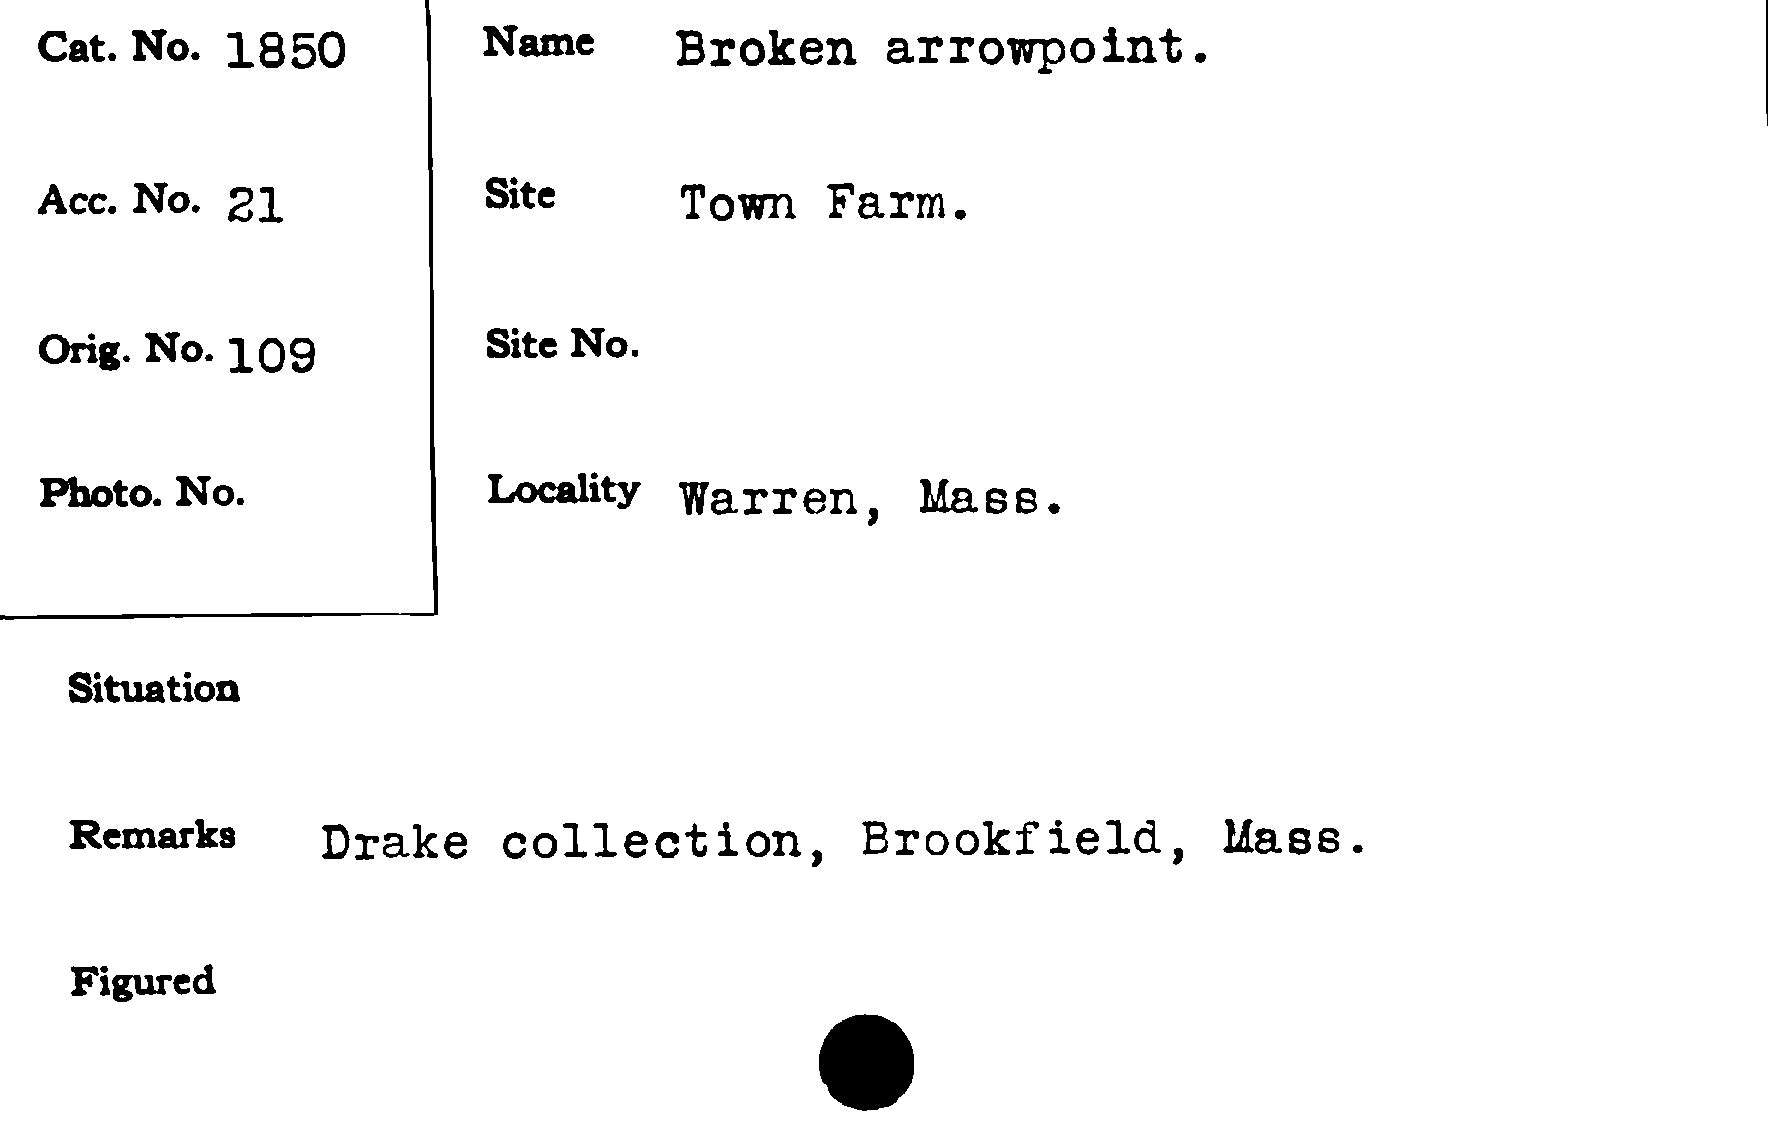 Cat. No. 1850
Name Broken arrowpoint.
Acc. No. 21
Site Town Farm.
Orig. No. 109
Site No.
Photo. No.
Locality Warren, Mass.
Situation
Remarks Drake collection, Brookfield, Mass.
Figured